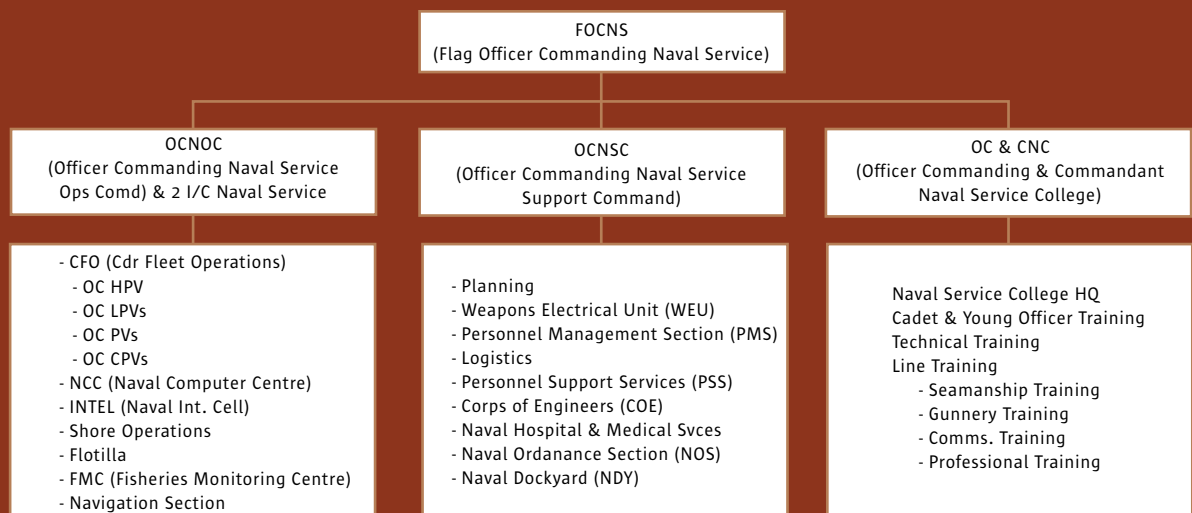 FOCNS
(Flag Officer Commanding Naval Service)
OCNOC
(Officer Commanding Naval Service
Ops Comd) & 2 I/C Naval Service
- CFO (Cdr Fleet Operations)
- OC HPV
- OC LPVs
- OC PVs
- OC CPVs
- NCC (Naval Computer Centre)
- INTEL (Naval Int. Cell)
- Shore Operations
- Flotilla
- FMC (Fisheries Monitoring Centre)
- Navigation Section
OCNSC
(Officer Commanding Naval Service
Support Command)
- Planning
- Weapons Electrical Unit (WEU)
- Personnel Management Section (PMS)
- Logistics
- Personnel Support Services (PSS)
- Corps of Engineers (COE)
- Naval Hospital & Medical Svces
- Naval Ordanance Section (NOS)
- Naval Dockyard (NDY)
OC & CNC
(Officer Commanding & Commandant
Naval Service College)
Naval Service College HQ
Cadet & Young Officer Training
Technical Training
Line Training
- Seamanship Training
- Gunnery Training
- Comms. Training
- Professional Training